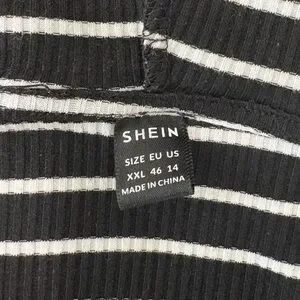 SHEIN
SIZE EU US
XXL 46 14
MADE IN CHINA